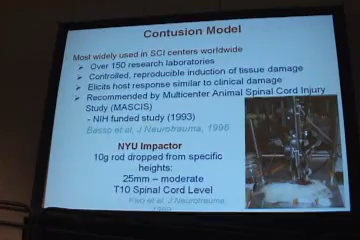 Contusion Model
Most widely used in SCI centers worldwide
➢ Over 150 research laboratories
➢ Controlled, reproducible induction of tissue damage
➢ Elicits host response similar to clinical damage
➢ Recommended by Multicenter Animal Spinal Cord Injury
Study (MASCIS)
- NIH funded study (1993)
Basso et al, J Neurotrauma, 1996
NYU Impactor
10g rod dropped from specific
heights:
25mm – moderate
T10 Spinal Cord Level
et al, J Neurotrauma,